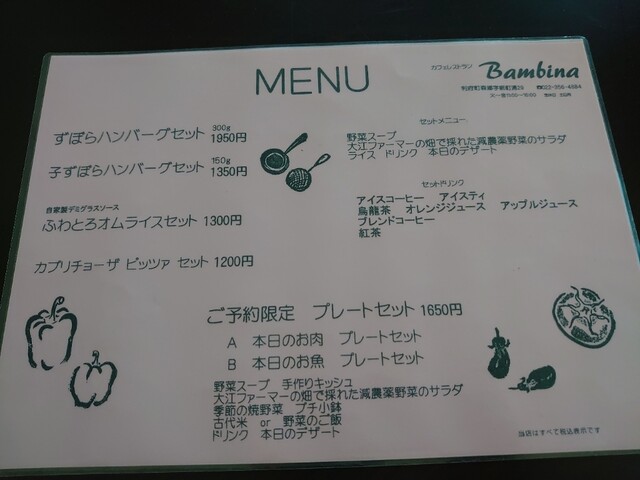 MENU
カフェレストラン Bambina
ずぼらハンバーグセット 300g 1950円
子ずぼらハンバーグセット 150g 1350円
自家製デミグラスソース
ふわとろオムライスセット 1300円
カプリチョーザ ピッツァ セット 1200円
セットメニュー
野菜スープ
大江ファーマーの畑で採れた減農薬野菜のサラダ
ライス ドリンク 本日のデザート
セットドリンク
アイスコーヒー アイスティ
烏龍茶 オレンジジュース アップルジュース
ブレンドコーヒー
紅茶
ご予約限定 プレートセット 1650円
A 本日のお肉 プレートセット
B 本日のお魚 プレートセット
野菜スープ 手作りキッシュ
大江ファーマーの畑で採れた減農薬野菜のサラダ
季節の焼野菜 プチ小鉢
古代米 or 野菜のご飯
ドリンク 本日のデザート
当店はすべて税込表示です